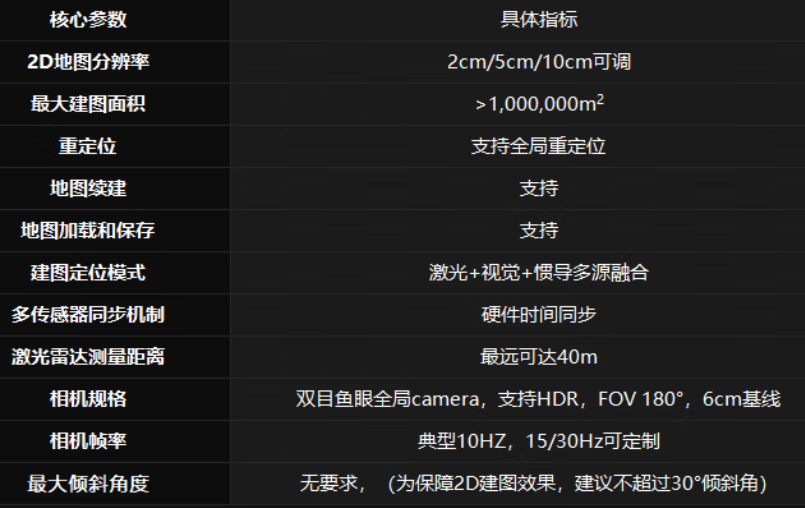 核心参数 具体指标
2D地图分辨率 2cm/5cm/10cm可调
最大建图面积 >1,000,000m²
重定位 支持全局重定位
地图续建 支持
地图加载和保存 支持
建图定位模式 激光+视觉+惯导多源融合
多传感器同步机制 硬件时间同步
激光雷达测量距离 最远可达40m
相机规格 双目鱼眼全局camera，支持HDR，FOV 180°，6cm基线
相机帧率 典型10HZ，15/30Hz可定制
最大倾斜角度 无要求，（为保障2D建图效果，建议不超过30°倾斜角）